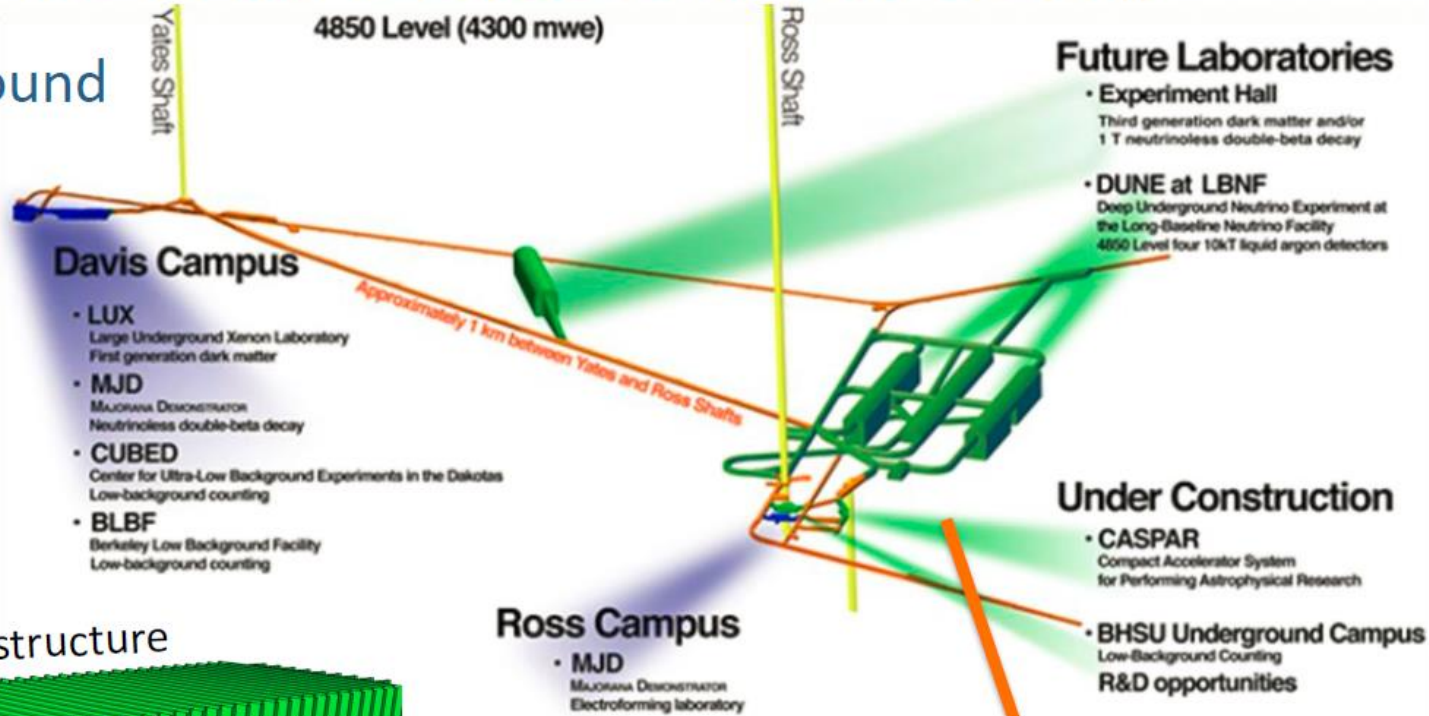 ound
Yates Shaft
4850 Level (4300 mwe)
Ross Shaft
Future Laboratories
· Experiment Hall
Third generation dark matter and/or
1 T neutrinoless double-beta decay
· DUNE at LBNF
Deep Underground Neutrino Experiment at
the Long-Baseline Neutrino Facility
4850 Level four 10kT liquid argon detectors
Davis Campus
· LUX
Large Underground Xenon Laboratory
First generation dark matter
· MJD
MAJORANA DEMONSTRATOR
Neutrinoless double-beta decay
· CUBED
Center for Ultra-Low Background Experiments in the Dakotas
Low-background counting
· BLBF
Berkeley Low Background Facility
Low-background counting
Approximately 1 km between Yates and Ross Shafts
Under Construction
· CASPAR
Compact Accelerator System
for Performing Astrophysical Research
· BHSU Underground Campus
Low-Background Counting
R&D opportunities
Ross Campus
· MJD
MAJORANA DEMONSTRATOR
Electroforming laboratory
structure